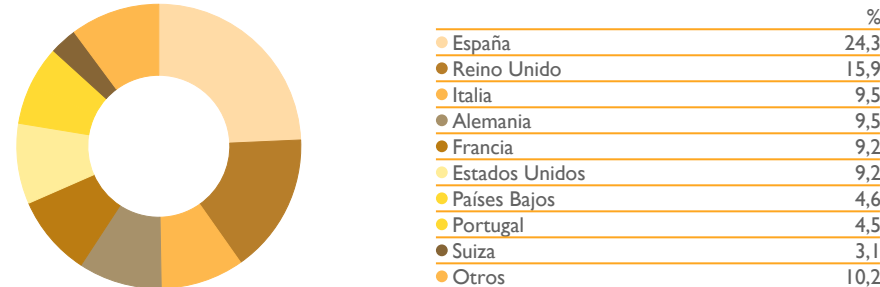 %
España 24,3
Reino Unido 15,9
Italia 9,5
Alemania 9,5
Francia 9,2
Estados Unidos 9,2
Países Bajos 4,6
Portugal 4,5
Suiza 3,1
Otros 10,2